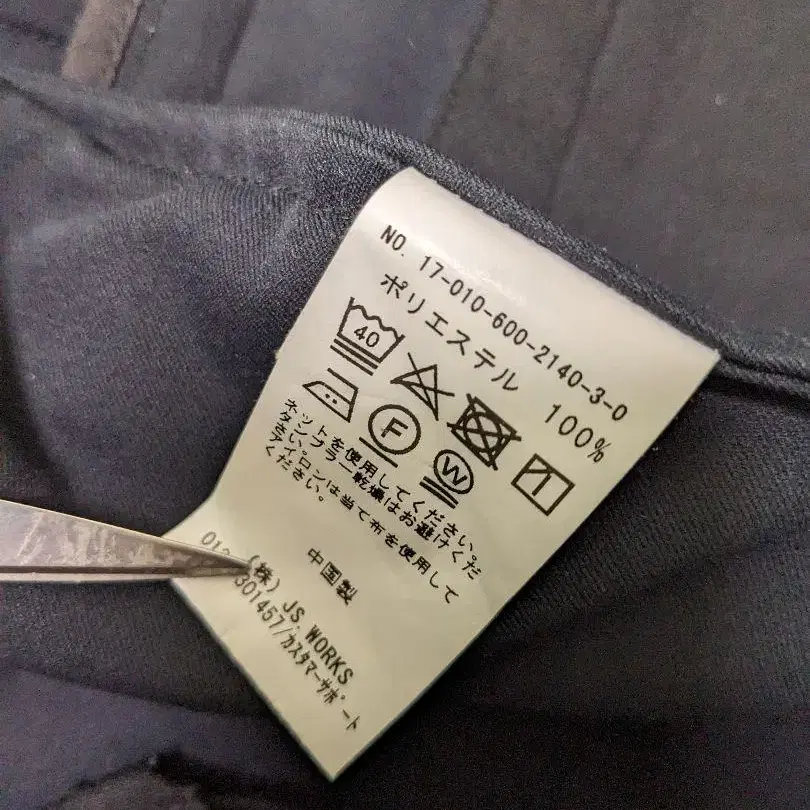 NO. 17-010-600-2140-3-0
ポリエステル 100%
40
F W
ネットを使用してください。
タンブラー乾燥はお避けくだ
さい。
アイロンは当て布を使用して
ください。
中国製
(株) JS. WORKS
301457/カスタマーサポート